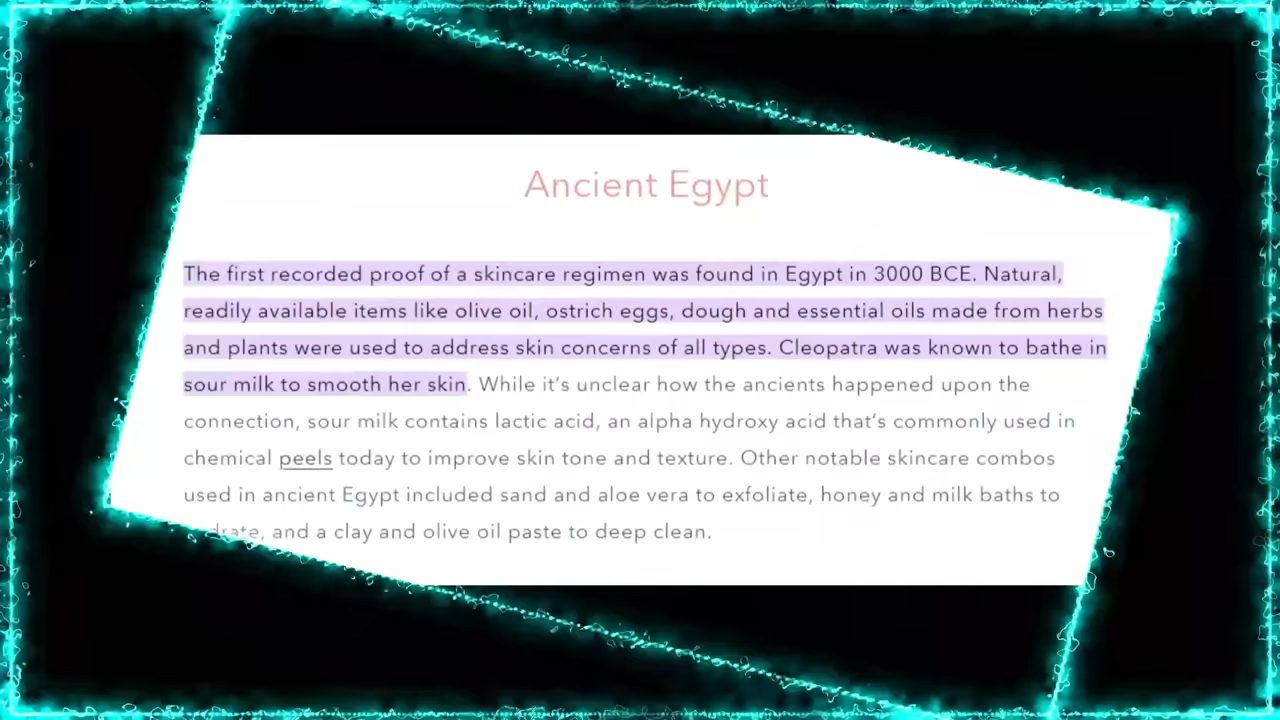 Ancient Egypt
The first recorded proof of a skincare regimen was found in Egypt in 3000 BCE. Natural,
readily available items like olive oil, ostrich eggs, dough and essential oils made from herbs
and plants were used to address skin concerns of all types. Cleopatra was known to bathe in
sour milk to smooth her skin. While it’s unclear how the ancients happened upon the
connection, sour milk contains lactic acid, an alpha hydroxy acid that’s commonly used in
chemical peels today to improve skin tone and texture. Other notable skincare combos
used in ancient Egypt included sand and aloe vera to exfoliate, honey and milk baths to
and a clay and olive oil paste to deep clean.